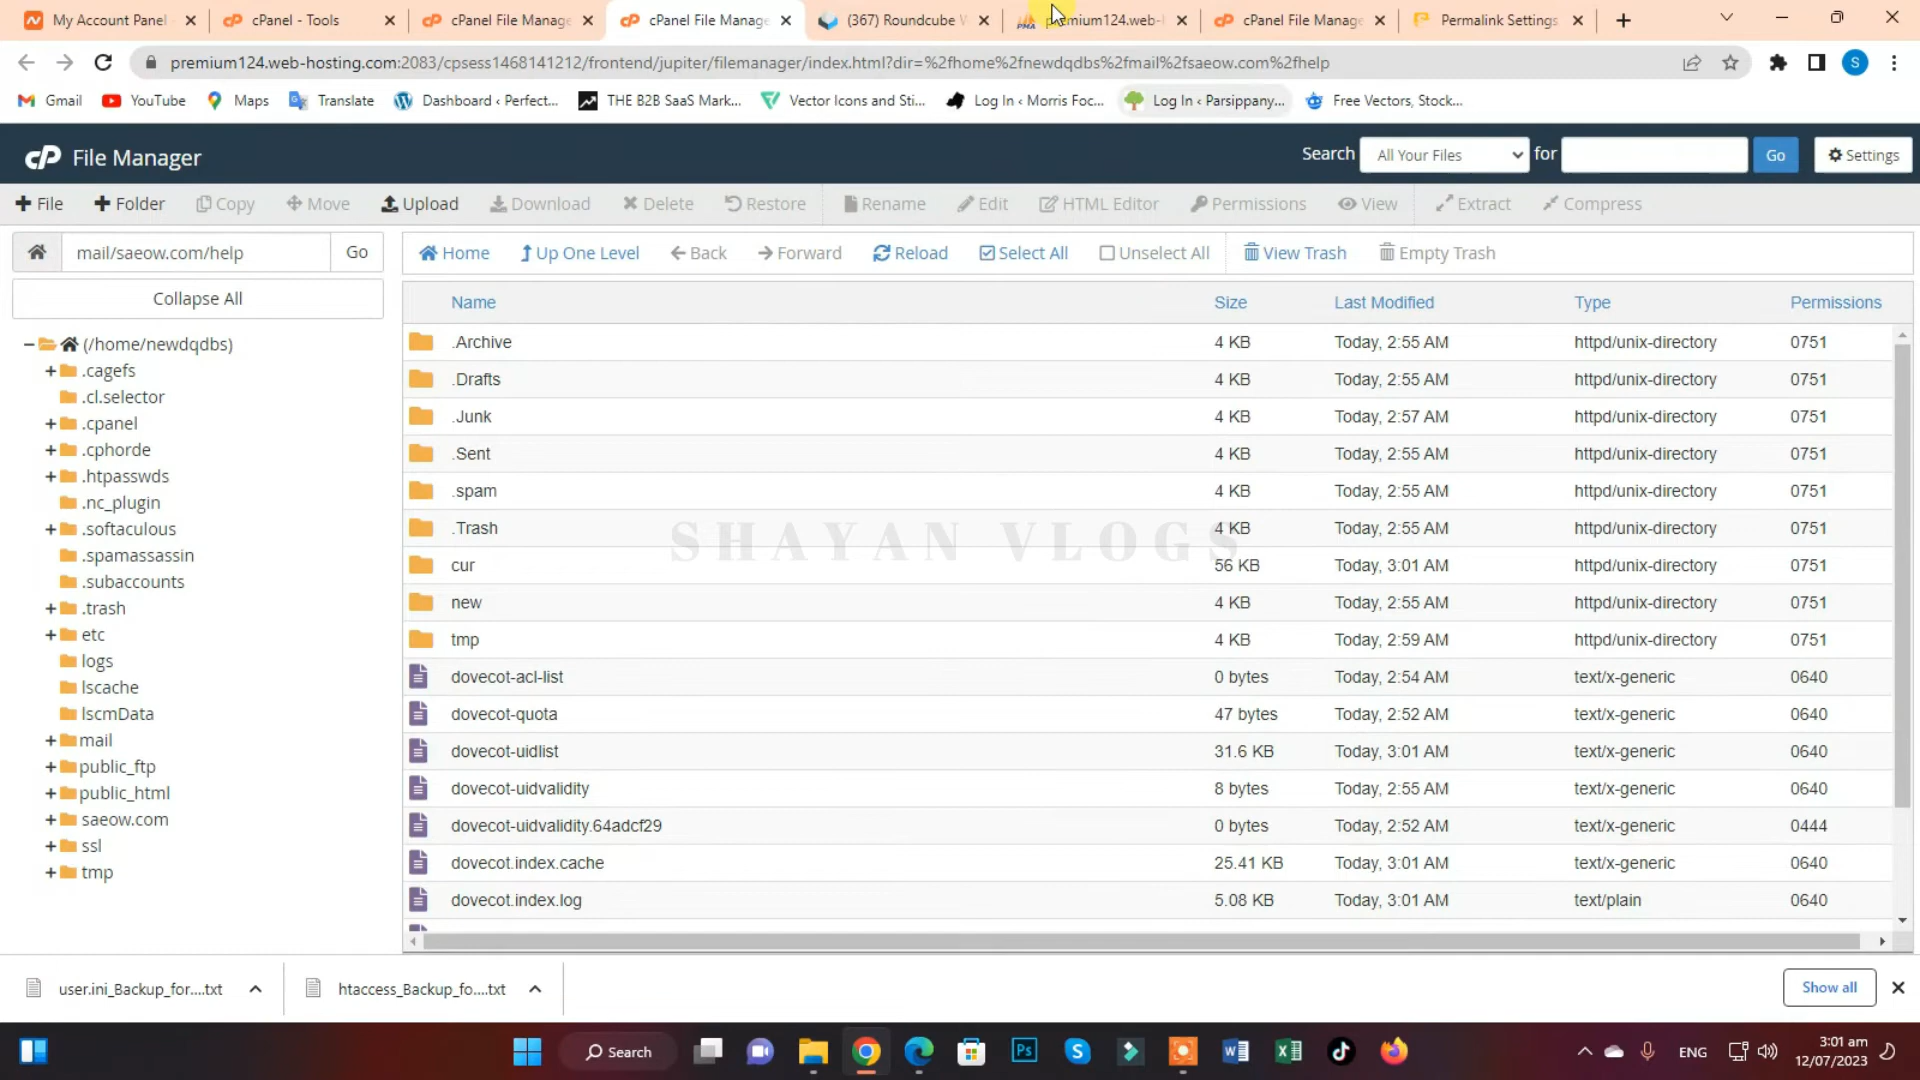 My Account Panel
cPanel - Tools
cPanel File Manage
cPanel File Manage
(367) Roundcube W
premium124.web-
cPanel File Manage
Permalink Settings
premium124.web-hosting.com:2083/cpsess1468141212/frontend/jupiter/filemanager/index.html?dir=%2fhome%2fnewdqdbs%2fmail%2fsaeow.com%2fhelp
S
Gmail
YouTube
Maps
Translate
Dashboard ‹ Perfect...
THE B2B SaaS Mark...
Vector Icons and Sti...
Log In ‹ Morris Foc...
Log In ‹ Parsippany,...
Free Vectors, Stock...
cP File Manager
Search
All Your Files
for
Go
Settings
File
Folder
Copy
Move
Upload
Download
Delete
Restore
Rename
Edit
HTML Editor
Permissions
View
Extract
Compress
mail/saeow.com/help
Go
Collapse All
(/home/newdqdbs)
.cagefs
.cl.selector
.cpanel
.cphorde
.htpasswds
.nc_plugin
.softaculous
.spamassassin
.subaccounts
.trash
etc
logs
lscache
lscmData
mail
public_ftp
public_html
saeow.com
ssl
tmp
Home
Up One Level
Back
Forward
Reload
Select All
Unselect All
View Trash
Empty Trash
Name Size Last Modified Type Permissions
.Archive 4 KB Today, 2:55 AM httpd/unix-directory 0751
.Drafts 4 KB Today, 2:55 AM httpd/unix-directory 0751
.Junk 4 KB Today, 2:57 AM httpd/unix-directory 0751
.Sent 4 KB Today, 2:55 AM httpd/unix-directory 0751
.spam 4 KB Today, 2:55 AM httpd/unix-directory 0751
.Trash 4 KB Today, 2:55 AM httpd/unix-directory 0751
SHAYAN VLOGS
cur 56 KB Today, 3:01 AM httpd/unix-directory 0751
new 4 KB Today, 2:55 AM httpd/unix-directory 0751
tmp 4 KB Today, 2:59 AM httpd/unix-directory 0751
dovecot-acl-list 0 bytes Today, 2:54 AM text/x-generic 0640
dovecot-quota 47 bytes Today, 2:52 AM text/x-generic 0640
dovecot-uidlist 31.6 KB Today, 3:01 AM text/x-generic 0640
dovecot-uidvalidity 8 bytes Today, 2:55 AM text/x-generic 0640
dovecot-uidvalidity.64adcf29 0 bytes Today, 2:52 AM text/x-generic 0444
dovecot.index.cache 25.41 KB Today, 3:01 AM text/x-generic 0640
dovecot.index.log 5.08 KB Today, 3:01 AM text/plain 0640
user.ini_Backup_for....txt
htaccess_Backup_fo....txt
Show all
Search
Ps
ENG
3:01 am
12/07/2023